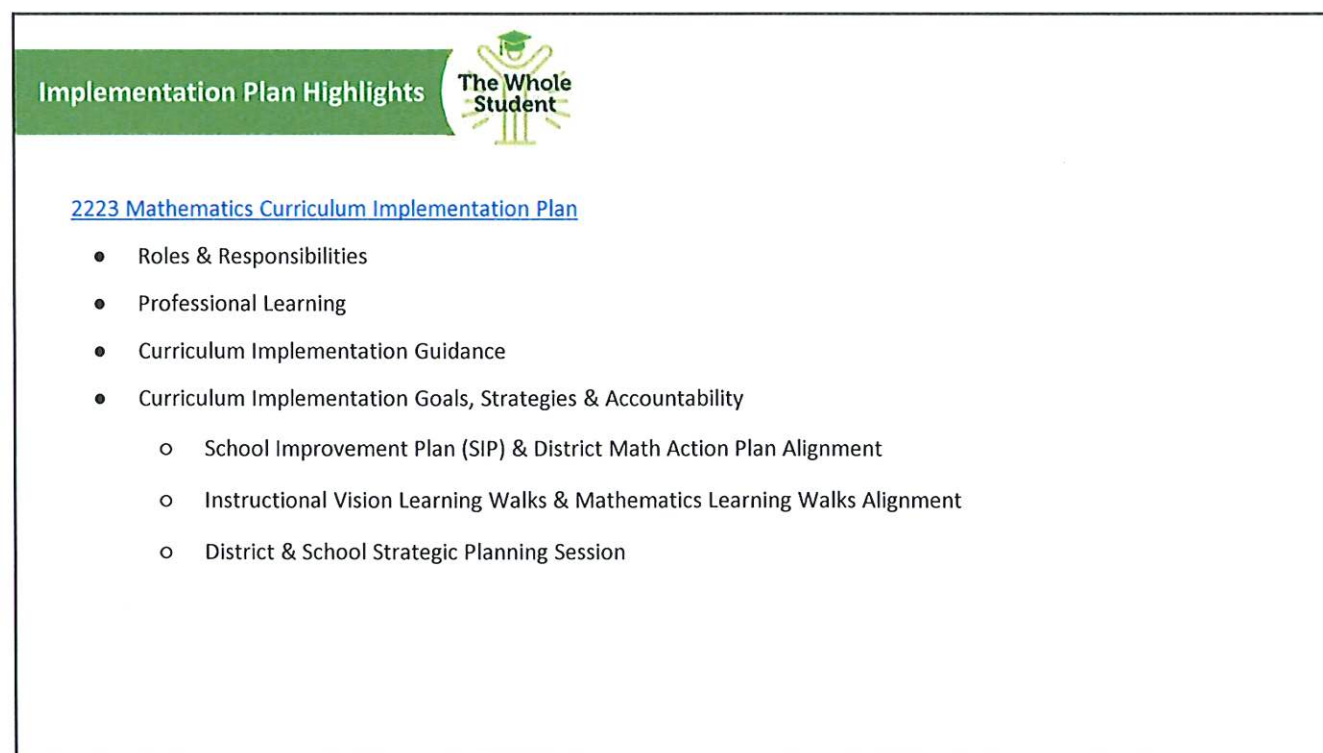 Implementation Plan Highlights
The Whole
Student
2223 Mathematics Curriculum Implementation Plan
• Roles & Responsibilities
• Professional Learning
• Curriculum Implementation Guidance
• Curriculum Implementation Goals, Strategies & Accountability
o School Improvement Plan (SIP) & District Math Action Plan Alignment
o Instructional Vision Learning Walks & Mathematics Learning Walks Alignment
o District & School Strategic Planning Session